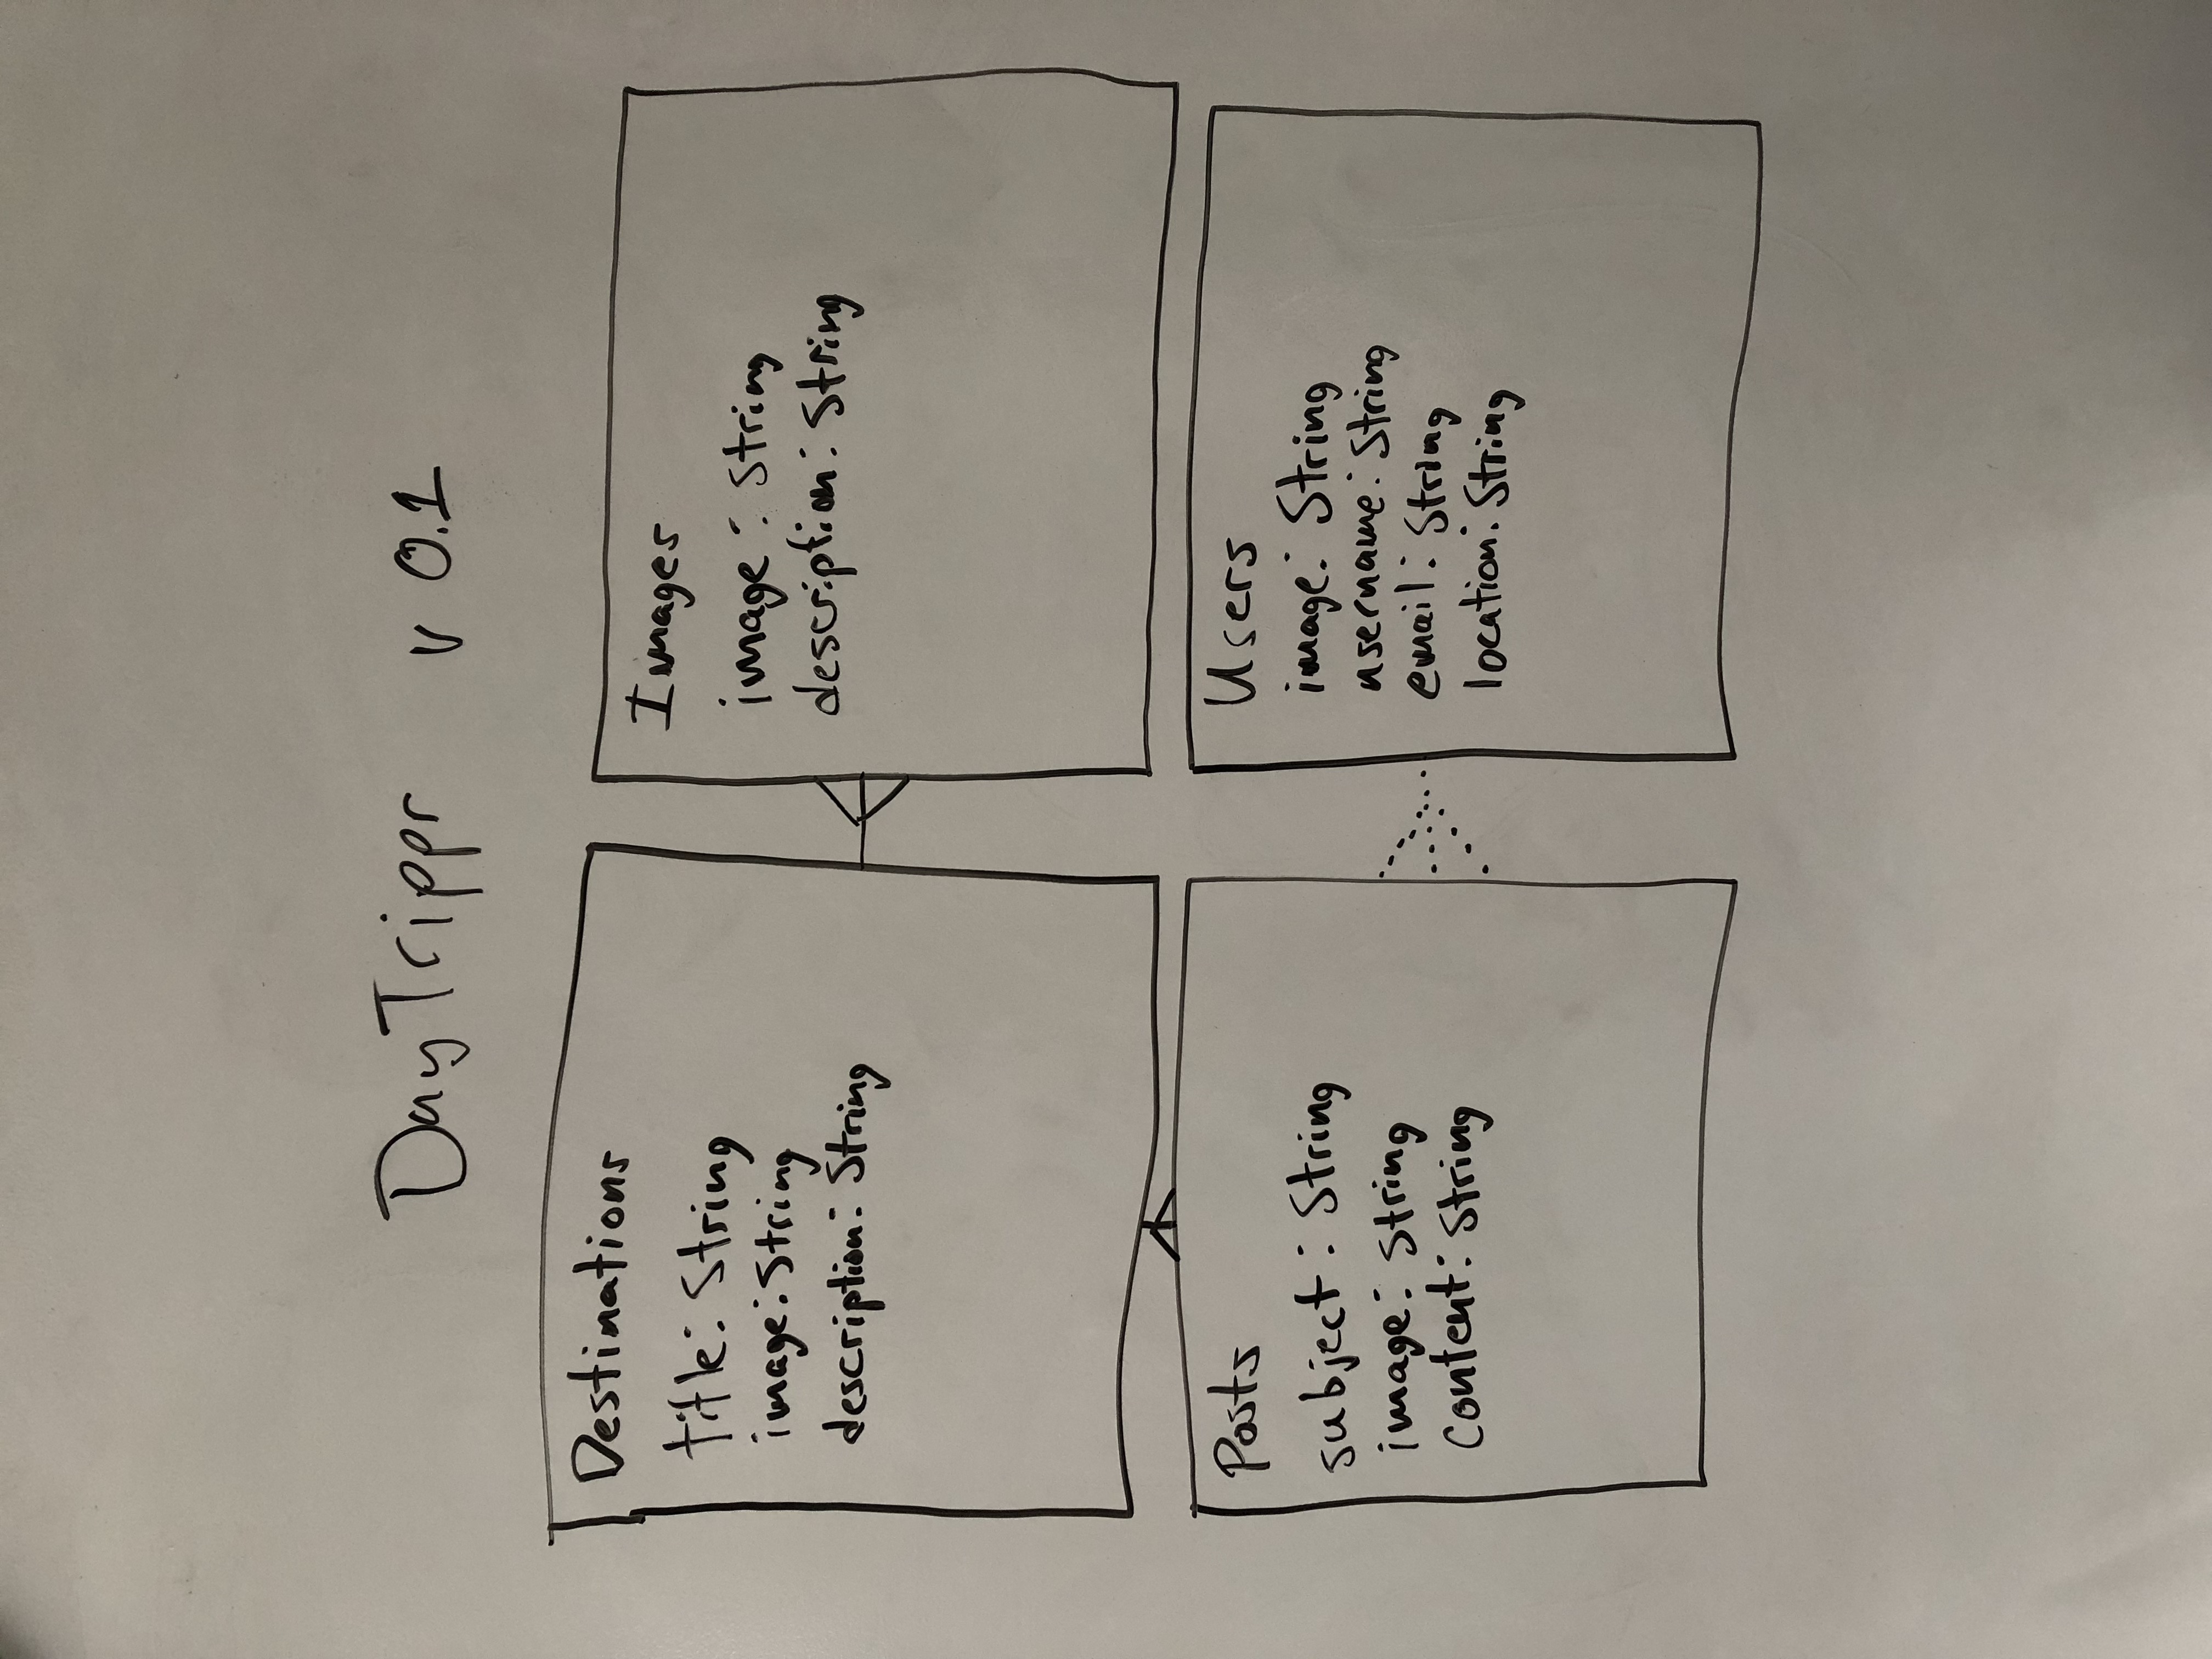 DayTrippr v 0.1
Destinations
title: String
image: String
description: String
Images
image: String
description: String
Posts
subject: String
image: String
content: String
Users
image: String
username: String
email: String
location: String